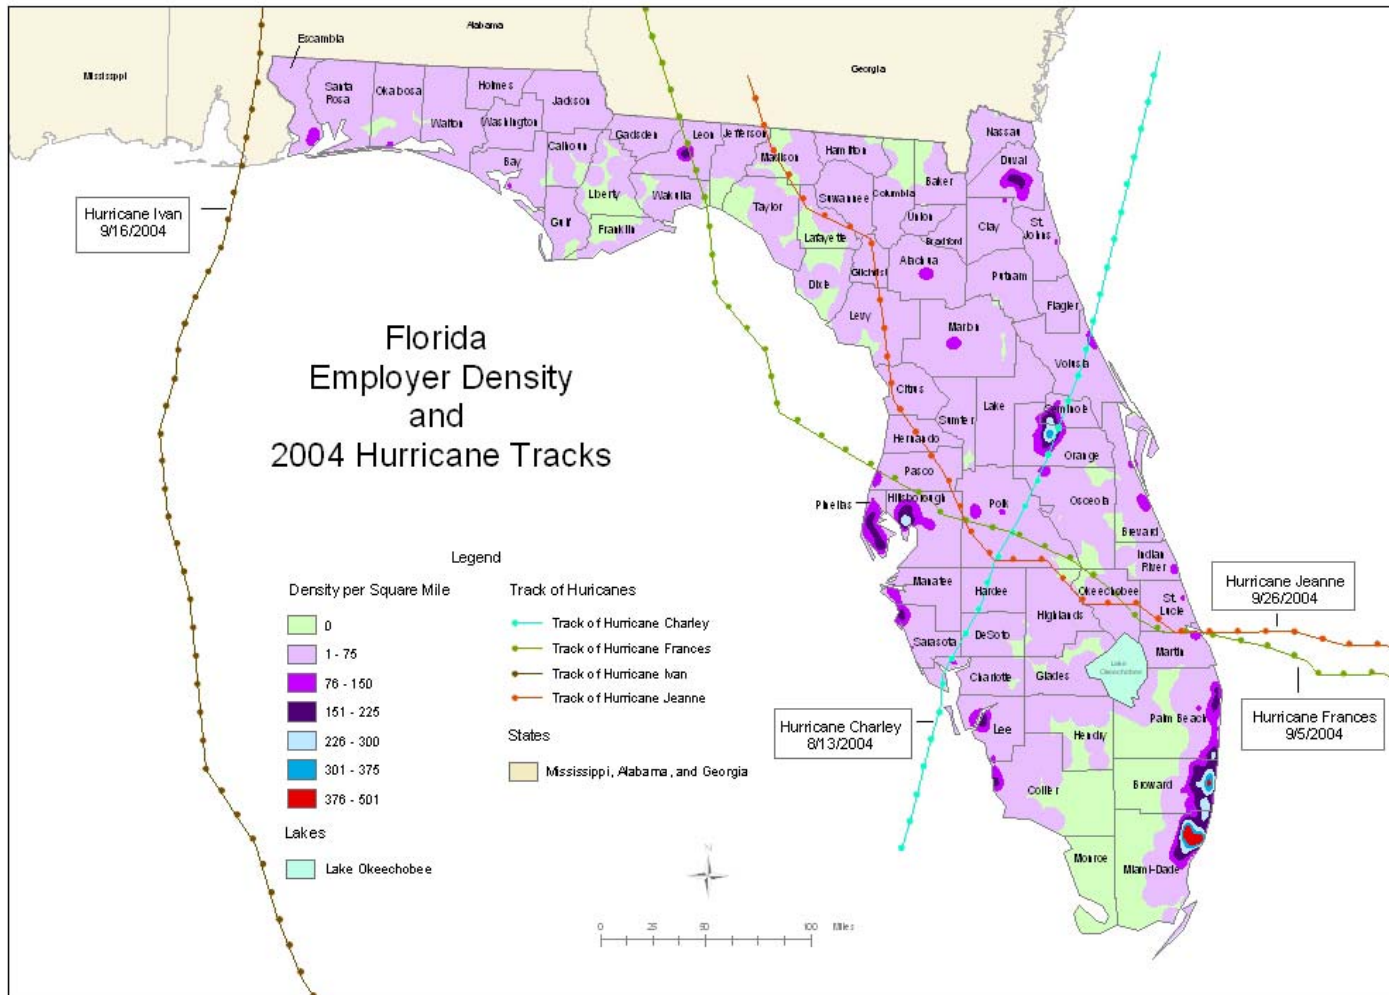 Alabama
Escambia
Mississippi
Georgia
Santa
Rosa
Okaloosa
Holmes
Jackson
Walton
Washington
Nassau
Gadsden
Leon
Jefferson
Calhoun
Madison
Hamilton
Duval
Bay
Baker
Liberty
Wakulla
Columbia
Suwannee
Taylor
Union
Clay
St.
Johns
Gulf
Franklin
Lafayette
Bradford
Alachua
Gilchrist
Putnam
Dixie
Flagler
Levy
Marion
Hurricane Ivan
9/16/2004
Florida
Employer Density
and
2004 Hurricane Tracks
Volusia
Citrus
Lake
Sumter
Seminole
Hernando
Orange
Pasco
Pinellas
Hillsborough
Polk
Osceola
Brevard
Indian
River
Manatee
Hardee
Okeechobee
St.
Lucie
Highlands
Sarasota
DeSoto
Martin
Lake
Okeechobee
Charlotte
Glades
Palm Beach
Lee
Hendry
Collier
Broward
Monroe
Miami-Dade
Hurricane Jeanne
9/26/2004
Hurricane Frances
9/5/2004
Hurricane Charley
8/13/2004
Legend
Density per Square Mile
0
1 - 75
76 - 150
151 - 225
226 - 300
301 - 375
376 - 501
Lakes
Lake Okeechobee
Track of Huricanes
Track of Hurricane Charley
Track of Hurricane Frances
Track of Hurricane Ivan
Track of Hurricane Jeanne
States
Mississippi, Alabama, and Georgia
N
0 25 50 100 Miles